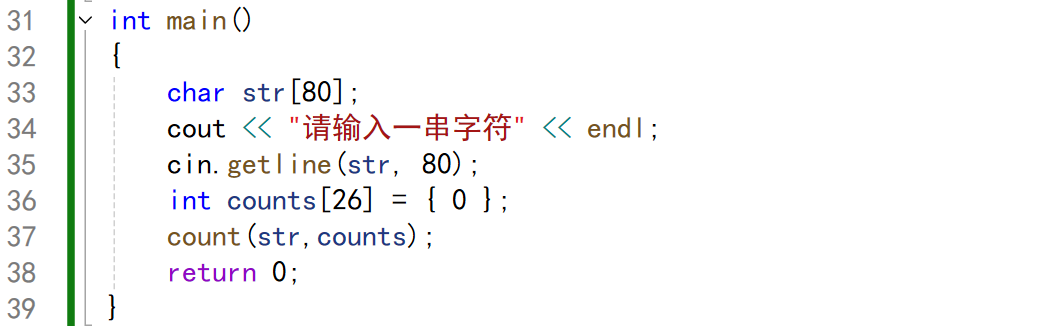 31 int main()
32 {
33 char str[80];
34 cout << "请输入一串字符" << endl;
35 cin.getline(str, 80);
36 int counts[26] = { 0 };
37 count(str,counts);
38 return 0;
39 }